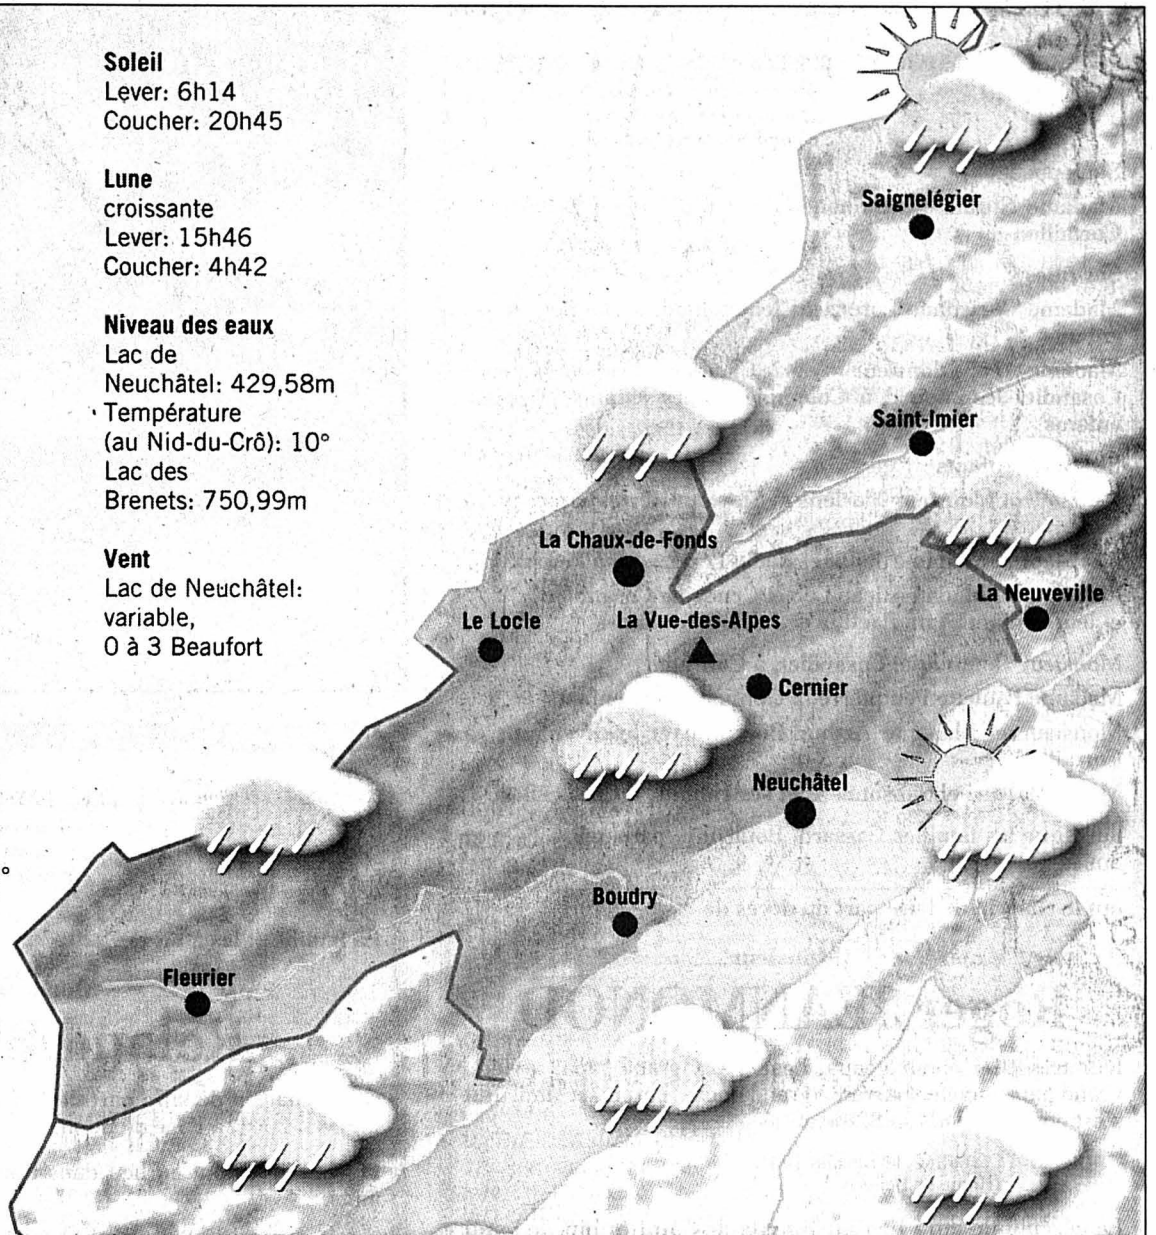 Soleil
Lever: 6h14
Coucher: 20h45
Lune
croissante
Lever: 15h46
Coucher: 4h42
Niveau des eaux
Lac de
Neuchâtel: 429,58m
Température
(au Nid-du-Crô): 10°
Lac des
Brenets: 750,99m
Vent
Lac de Neuchâtel:
variable,
0 à 3 Beaufort
Saignelégier
Saint-Imier
La Chaux-de-Fonds
La Neuveville
Le Locle
La Vue-des-Alpes
Cernier
Neuchâtel
Boudry
Fleurier